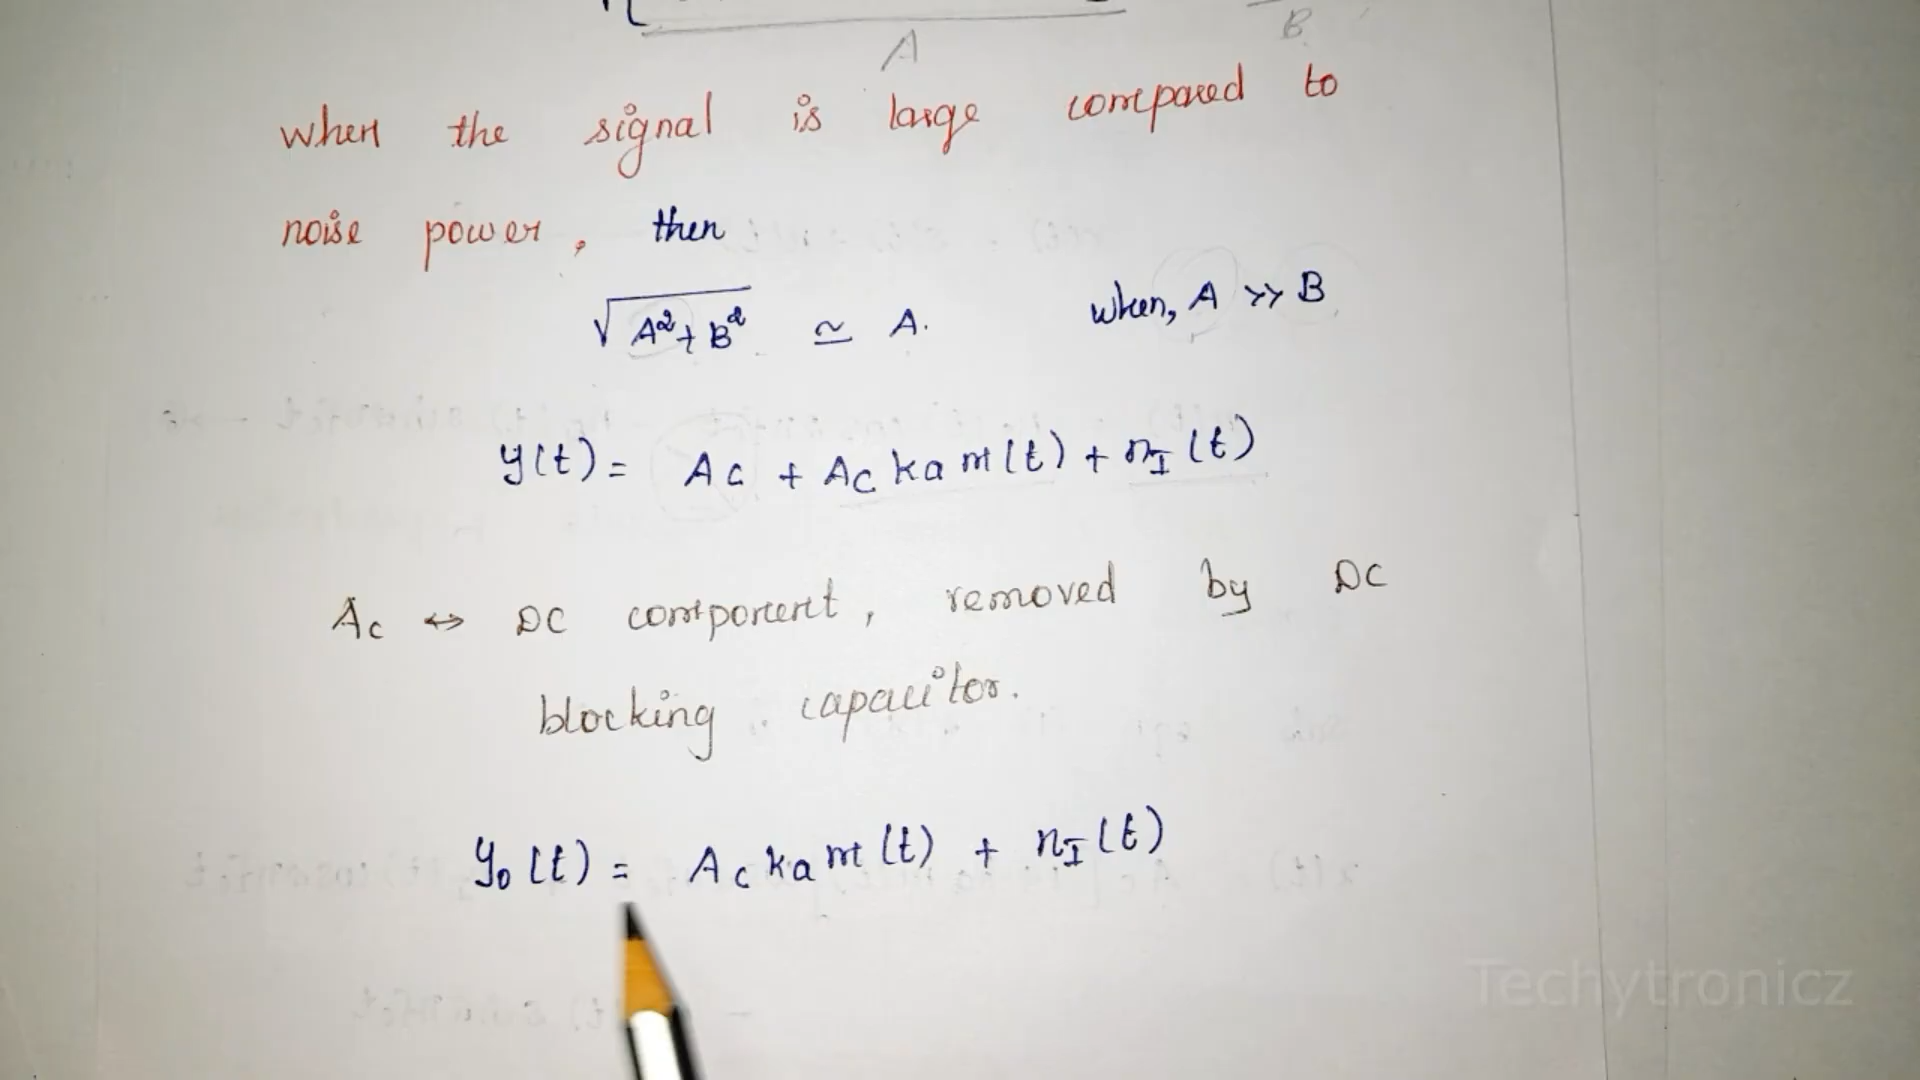 A B
when the signal is large compared to
noise power, then
√A²+B² ≃ A. when, A >> B
y(t) = Ac + Ac ka m(t) + nI(t)
Ac ↔ DC component, removed by DC
blocking capacitor.
yo(t) = Ac ka m(t) + nI(t)
Techytronicz